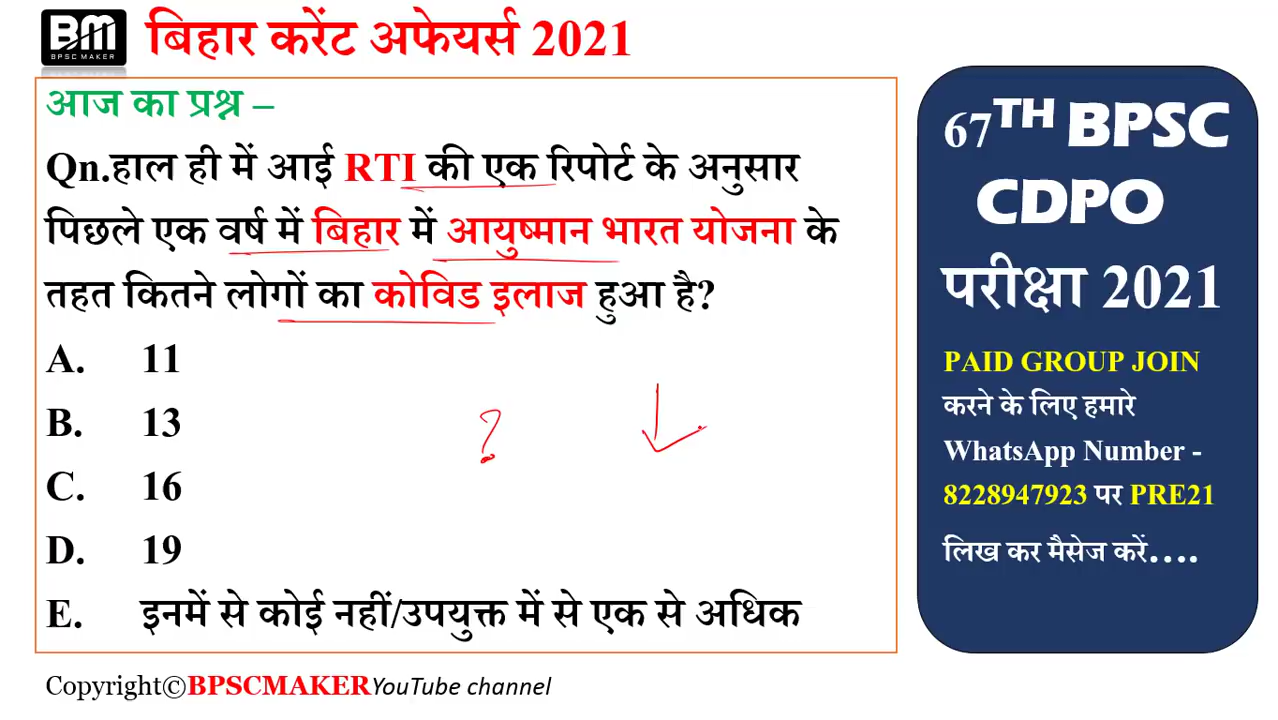 BM
BPSC MAKER
बिहार करेंट अफेयर्स 2021
आज का प्रश्न –
Qn.हाल ही में आई RTI की एक रिपोर्ट के अनुसार
पिछले एक वर्ष में बिहार में आयुष्मान भारत योजना के
तहत कितने लोगों का कोविड इलाज हुआ है?
A. 11
B. 13
C. 16
D. 19
E. इनमें से कोई नहीं/उपयुक्त में से एक से अधिक
?
67TH BPSC
CDPO
परीक्षा 2021
PAID GROUP JOIN
करने के लिए हमारे
WhatsApp Number -
8228947923 पर PRE21
लिख कर मैसेज करें....
Copyright©BPSCMAKERYouTube channel